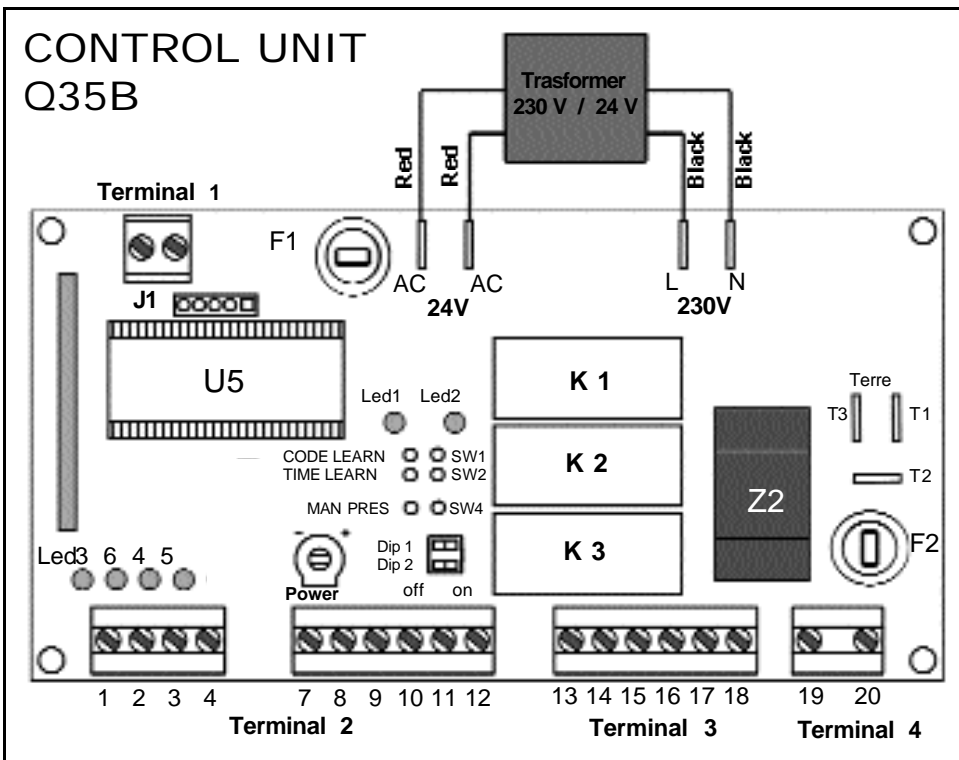 CONTROL UNIT
Q35B
Trasformer
230 V / 24 V
Red
Red
Black
Black
Terminal 1
F1
AC
AC
L
N
24V
230V
J1
U5
K 1
Led1
Led2
Terre
T3
T1
CODE LEARN
SW1
K 2
TIME LEARN
SW2
T2
Z2
MAN PRES
SW4
- +
F2
Dip 1
Dip 2
K 3
Led3 6 4 5
Power
off on
1 2 3 4
7 8 9 10 11 12
13 14 15 16 17 18
19 20
Terminal 2
Terminal 3
Terminal 4